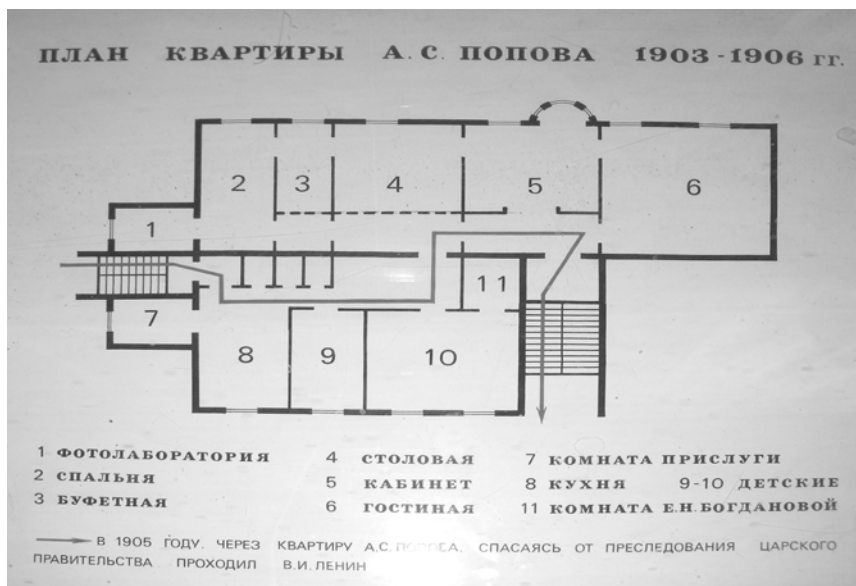 ПЛАН КВАРТИРЫ А.С. ПОПОВА 1903-1906 ГГ.
1
2
3
4
5
6
7
8
9
10
11
1 ФОТОЛАБОРАТОРИЯ
2 СПАЛЬНЯ
3 БУФЕТНАЯ
4 СТОЛОВАЯ
5 КАБИНЕТ
6 ГОСТИНАЯ
7 КОМНАТА ПРИСЛУГИ
8 КУХНЯ 9-10 ДЕТСКИЕ
11 КОМНАТА Е.Н.БОГДАНОВОЙ
В 1905 ГОДУ, ЧЕРЕЗ КВАРТИРУ А.С. ПОПОВА, СПАСАЯСЬ ОТ ПРЕСЛЕДОВАНИЯ ЦАРСКОГО
ПРАВИТЕЛЬСТВА ПРОХОДИЛ В.И.ЛЕНИН